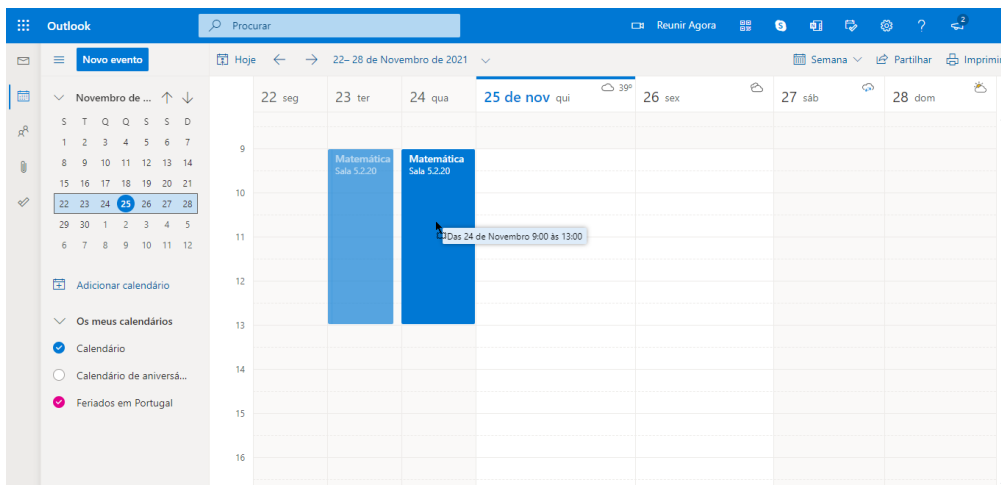 Outlook
Procurar
Reunir Agora
2
Novo evento
Hoje
22– 28 de Novembro de 2021
Semana
Partilhar
Imprimir
Novembro de ...
S T Q Q S S D
1 2 3 4 5 6 7
8 9 10 11 12 13 14
15 16 17 18 19 20 21
22 23 24 25 26 27 28
29 30 1 2 3 4 5
6 7 8 9 10 11 12
Adicionar calendário
Os meus calendários
Calendário
Calendário de aniversá...
Feriados em Portugal
22 seg
23 ter
24 qua
25 de nov qui
39º
26 sex
27 sáb
28 dom
9
10
11
12
13
14
15
16
Matemática
Sala 5.2.20
Matemática
Sala 5.2.20
Das 24 de Novembro 9:00 às 13:00